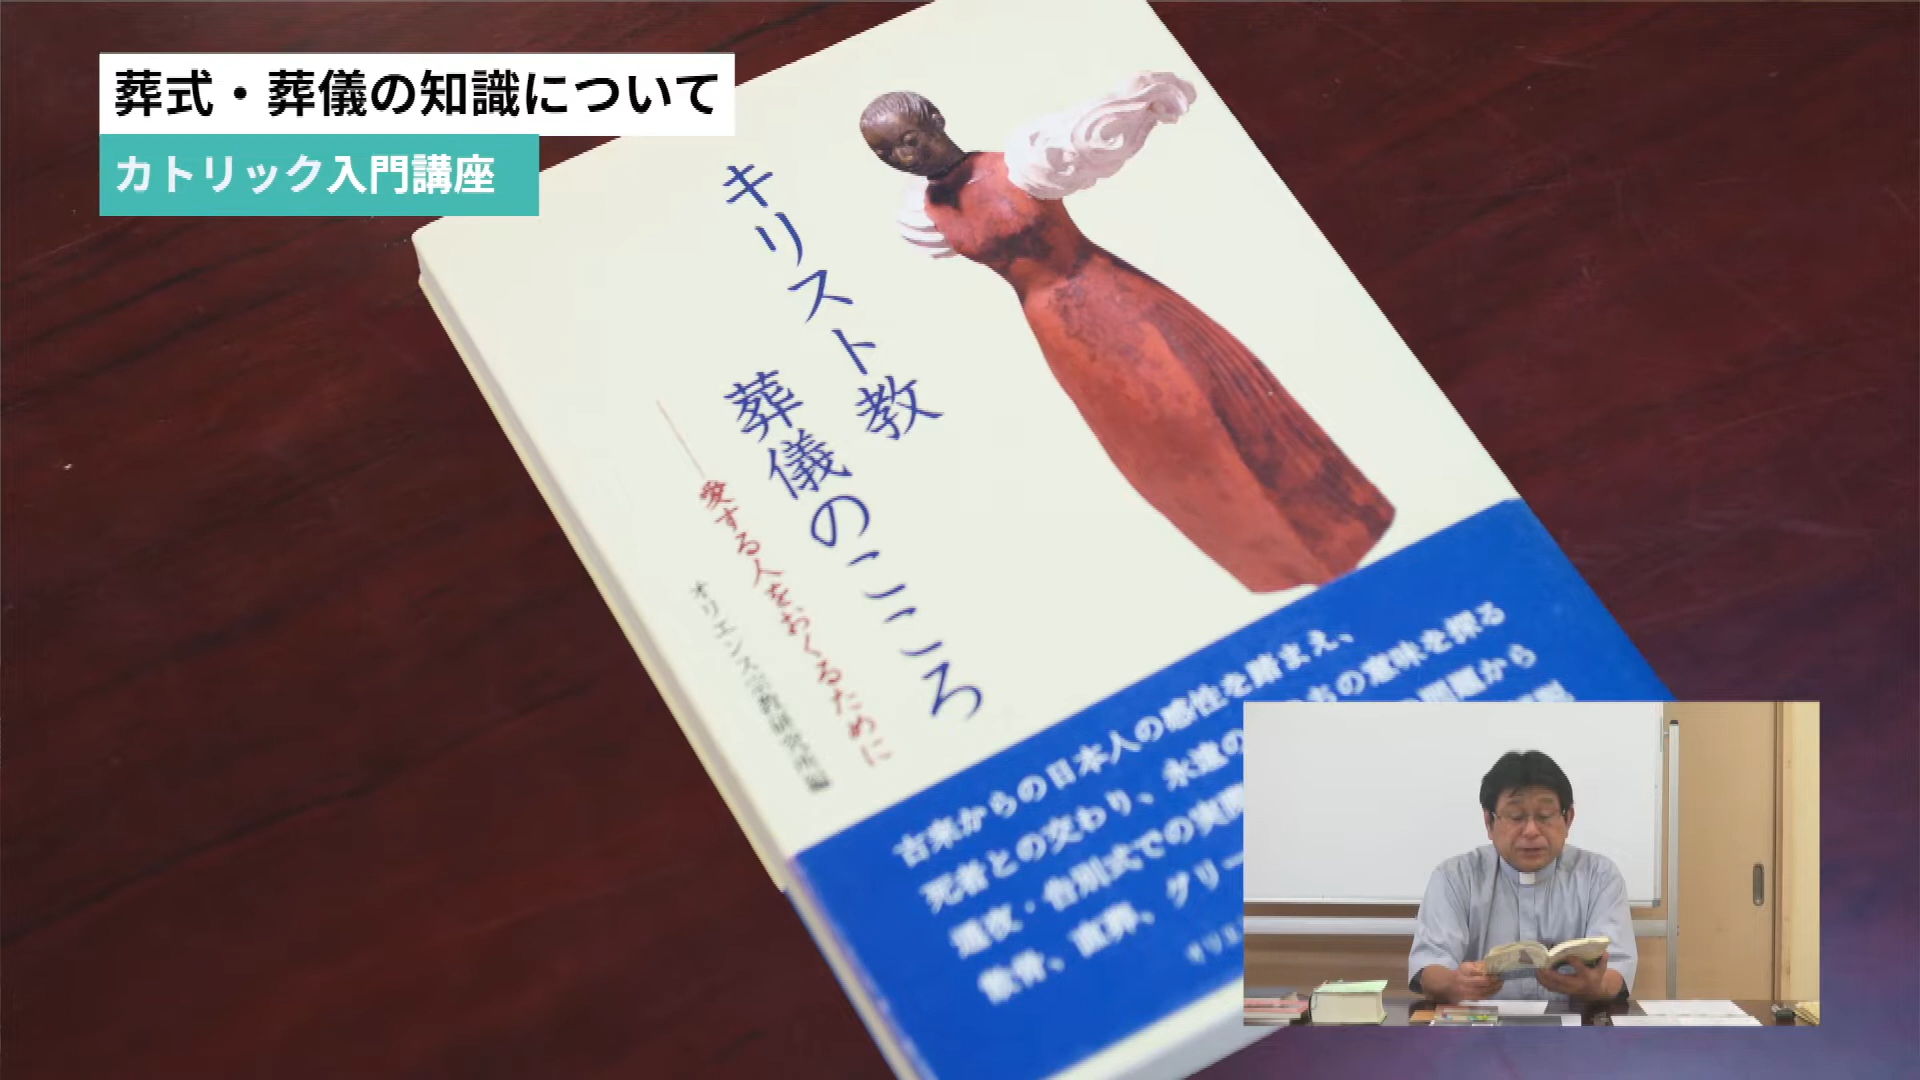 葬式・葬儀の知識について
カトリック入門講座
キリスト教
葬儀のこころ
愛する人をおくるために
オリエンス宗教研究所編
古来からの日本人の感性を踏まえ、
死者との交わり、永遠の
の意味を探る
通夜・告別式での実際
問題から
散骨、直葬、グリー